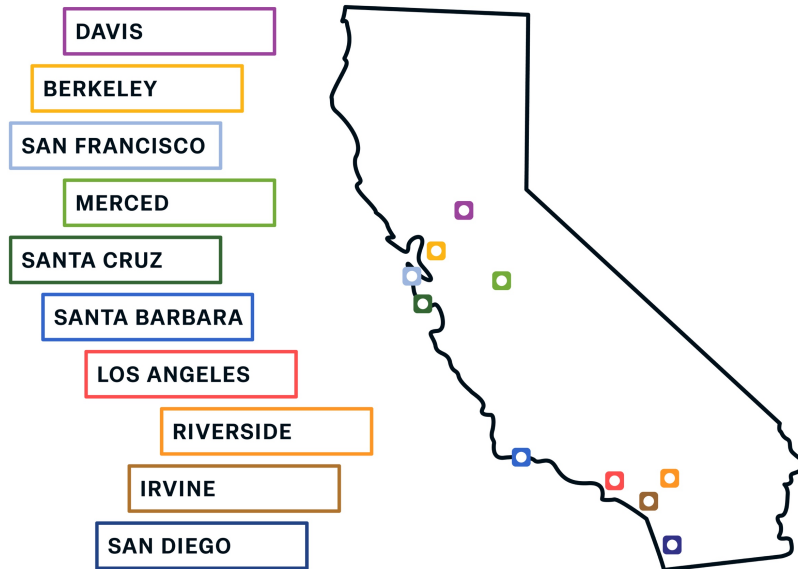 DAVIS
BERKELEY
SAN FRANCISCO
MERCED
SANTA CRUZ
SANTA BARBARA
LOS ANGELES
RIVERSIDE
IRVINE
SAN DIEGO